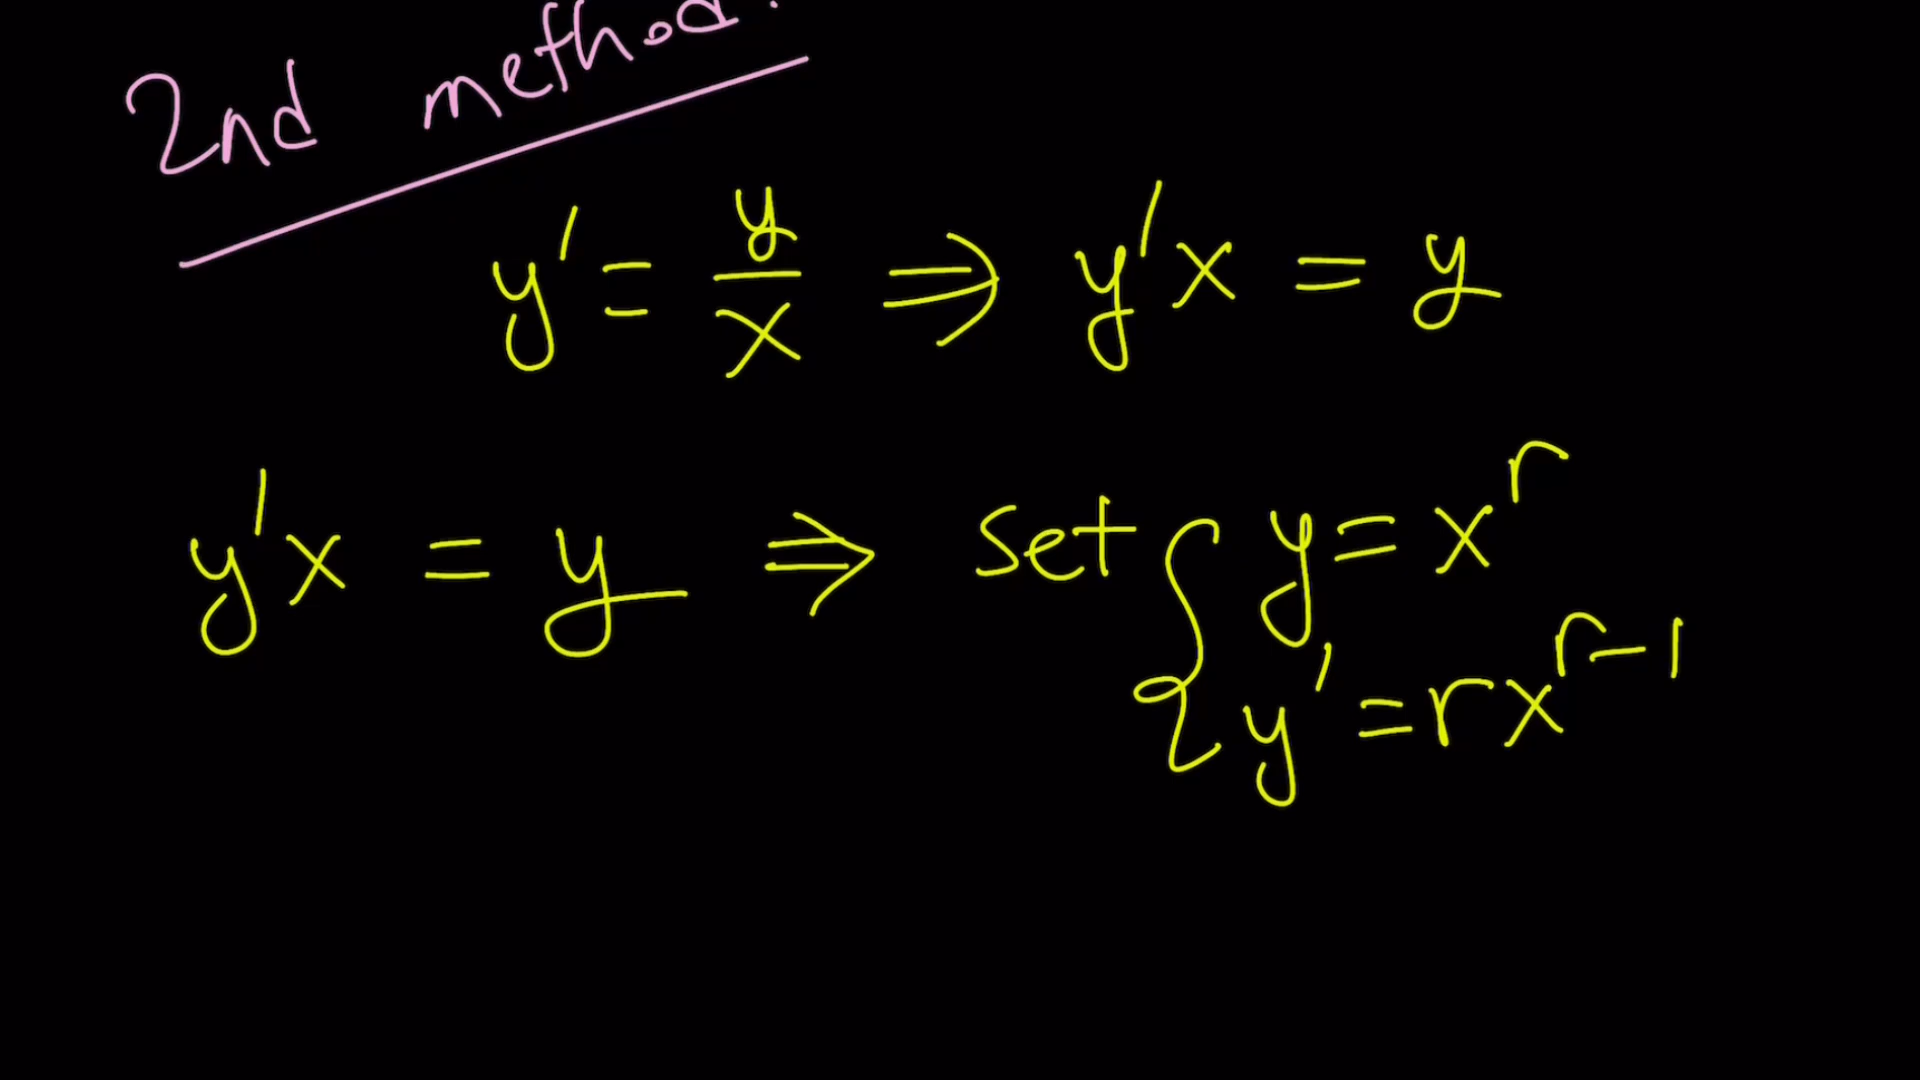 2nd method:
y' = y/x ⇒ y'x = y
y'x = y ⇒ set { y = x^r
y' = rx^(r-1)